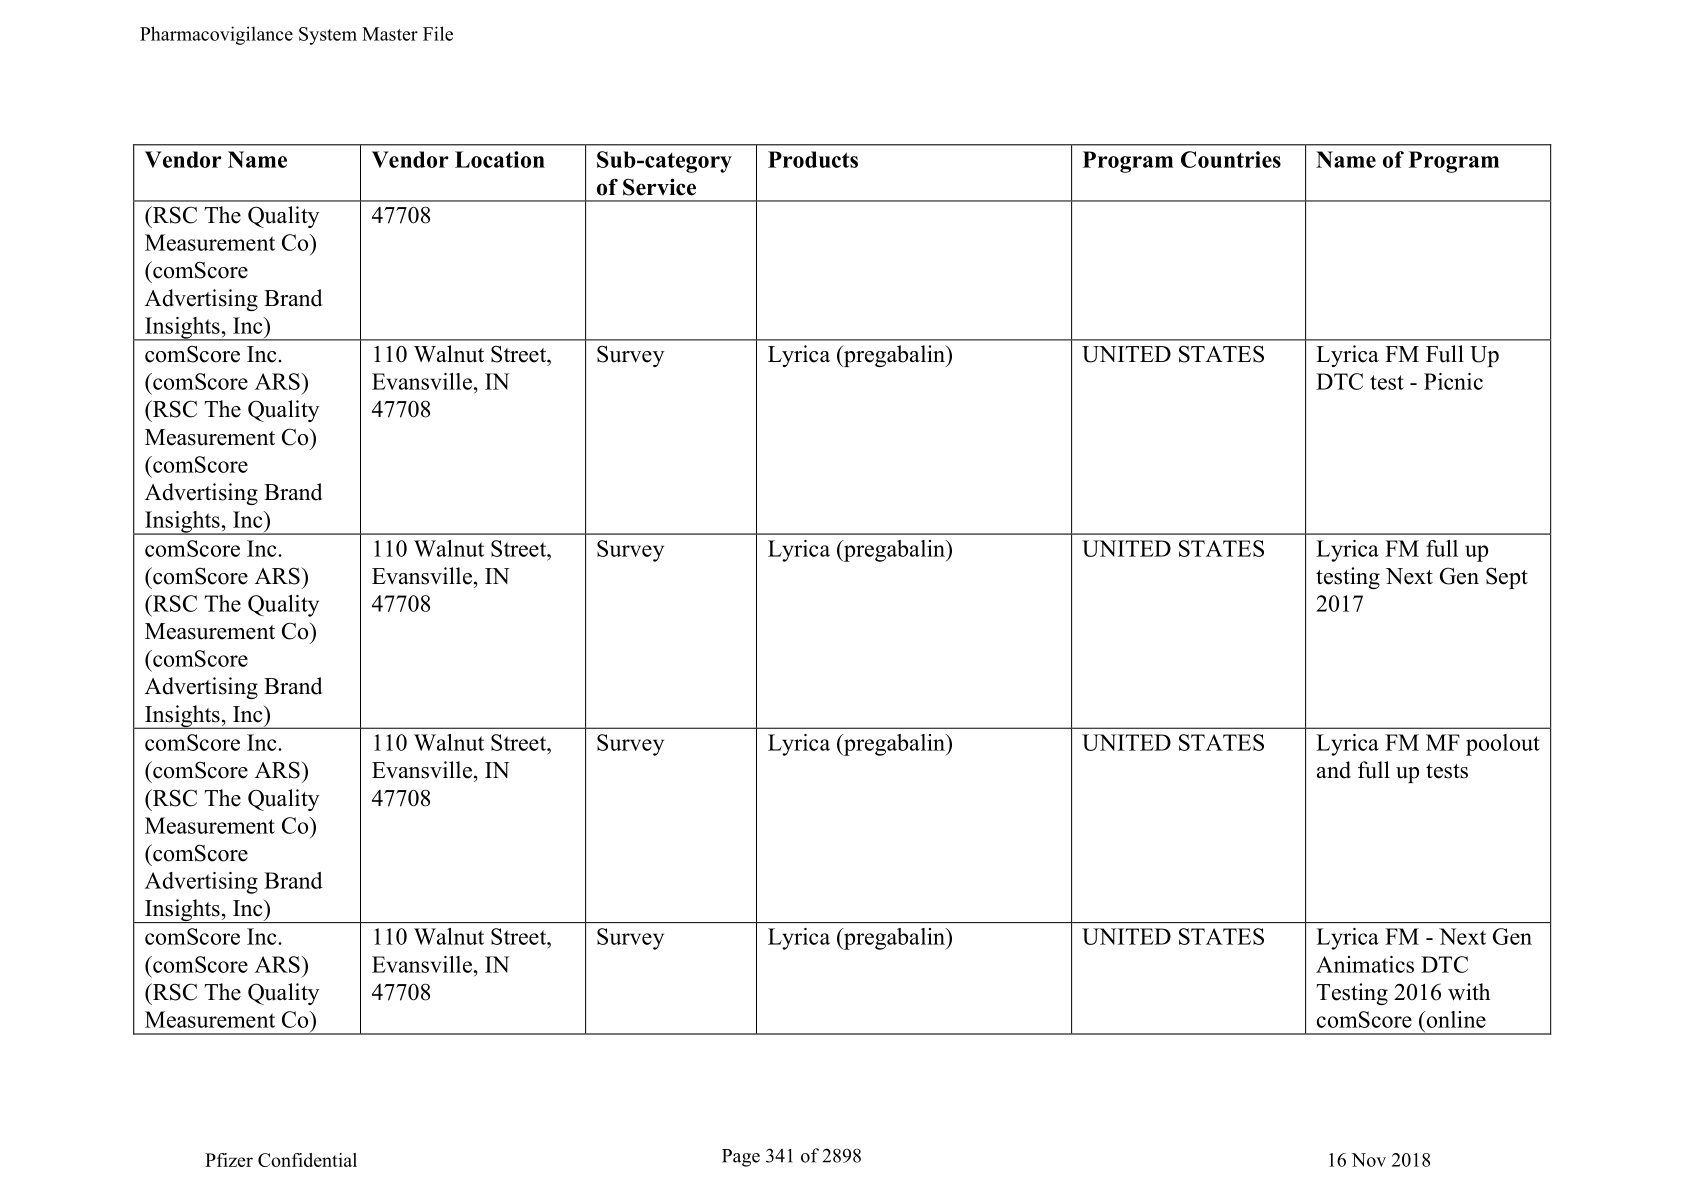 Pharmacovigilance System Master File
Vendor Name
Vendor Location
Sub-category
of Service
Products
Program Countries
Name of Program
(RSC The Quality
Measurement Co)
(comScore
Advertising Brand
Insights, Inc)
47708
comScore Inc.
(comScore ARS)
(RSC The Quality
Measurement Co)
(comScore
Advertising Brand
Insights, Inc)
110 Walnut Street,
Evansville, IN
47708
Survey
Lyrica (pregabalin)
UNITED STATES
Lyrica FM Full Up
DTC test - Picnic
comScore Inc.
(comScore ARS)
(RSC The Quality
Measurement Co)
(comScore
Advertising Brand
Insights, Inc)
110 Walnut Street,
Evansville, IN
47708
Survey
Lyrica (pregabalin)
UNITED STATES
Lyrica FM full up
testing Next Gen Sept
2017
comScore Inc.
(comScore ARS)
(RSC The Quality
Measurement Co)
(comScore
Advertising Brand
Insights, Inc)
110 Walnut Street,
Evansville, IN
47708
Survey
Lyrica (pregabalin)
UNITED STATES
Lyrica FM MF poolout
and full up tests
comScore Inc.
(comScore ARS)
(RSC The Quality
Measurement Co)
110 Walnut Street,
Evansville, IN
47708
Survey
Lyrica (pregabalin)
UNITED STATES
Lyrica FM - Next Gen
Animatics DTC
Testing 2016 with
comScore (online
Pfizer Confidential
Page 341 of 2898
16 Nov 2018